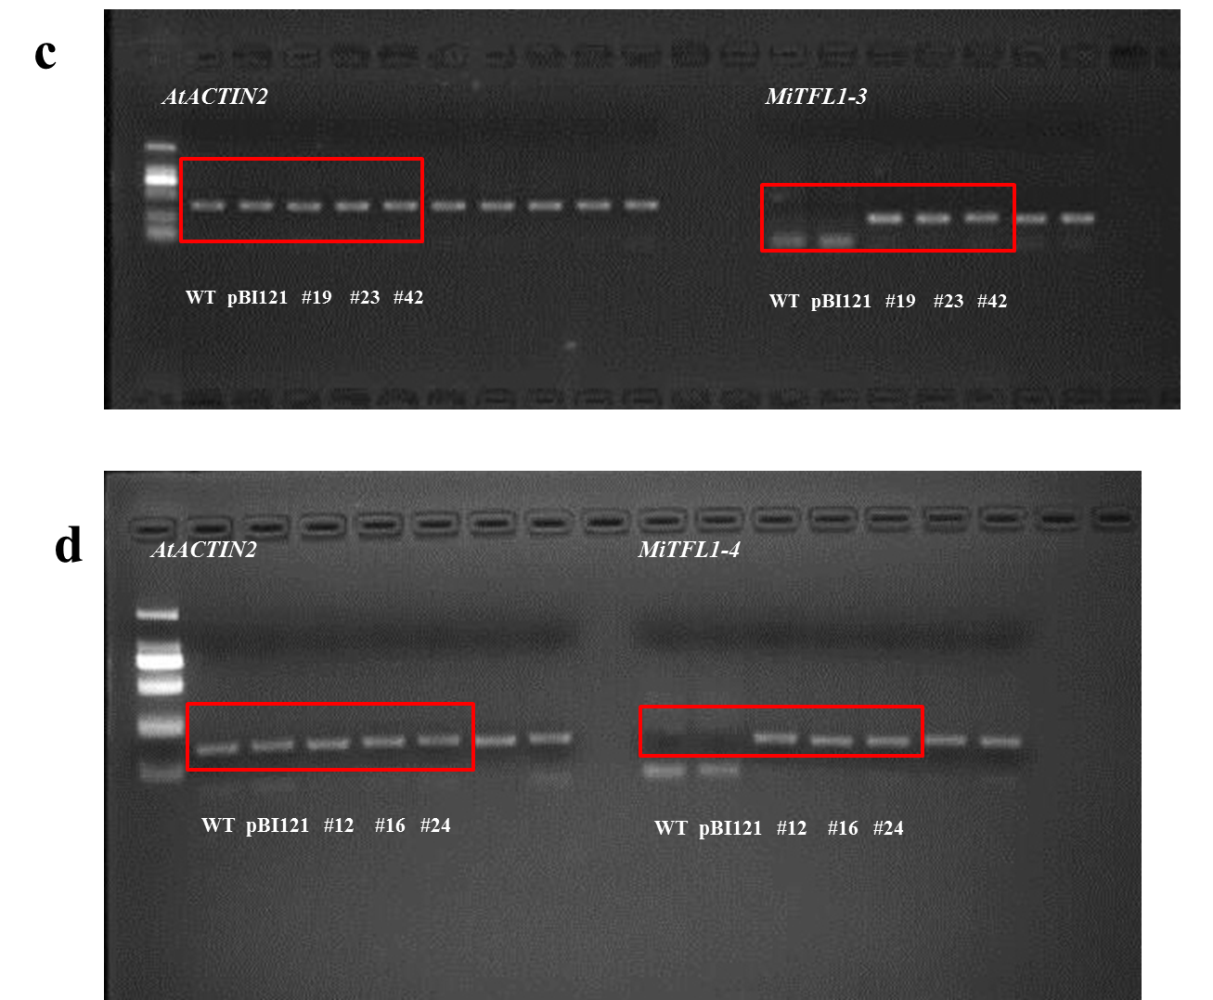 c
AtACTIN2 MiTFL1-3
WT pBI121 #19 #23 #42 WT pBI121 #19 #23 #42
d
AtACTIN2 MiTFL1-4
WT pBI121 #12 #16 #24 WT pBI121 #12 #16 #24